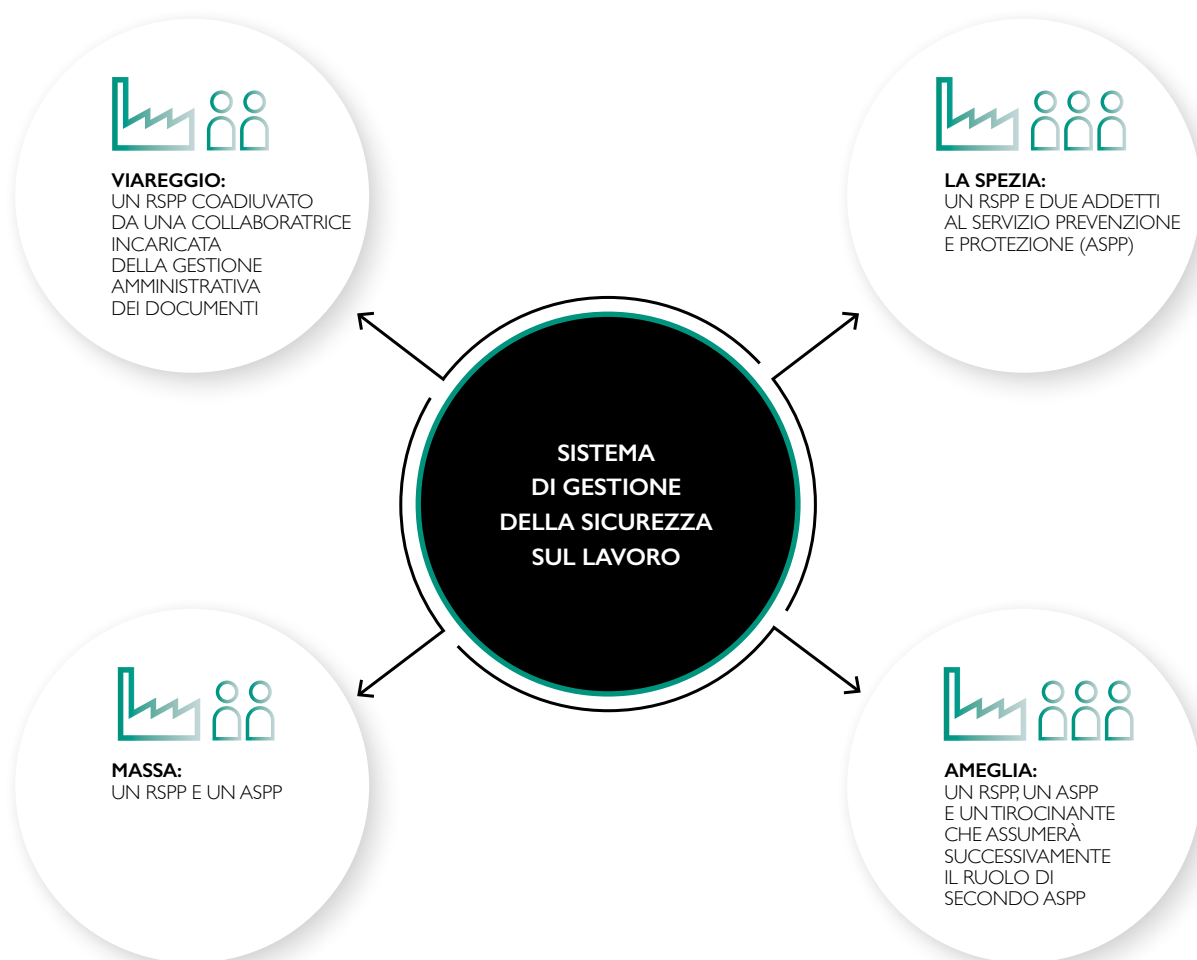 VIAREGGIO:
UN RSPP COADIUVATO
DA UNA COLLABORATRICE
INCARICATA
DELLA GESTIONE
AMMINISTRATIVA
DEI DOCUMENTI
LA SPEZIA:
UN RSPP E DUE ADDETTI
AL SERVIZIO PREVENZIONE
E PROTEZIONE (ASPP)
SISTEMA
DI GESTIONE
DELLA SICUREZZA
SUL LAVORO
MASSA:
UN RSPP E UN ASPP
AMEGLIA:
UN RSPP, UN ASPP
E UN TIROCINANTE
CHE ASSUMERÀ
SUCCESSIVAMENTE
IL RUOLO DI
SECONDO ASPP